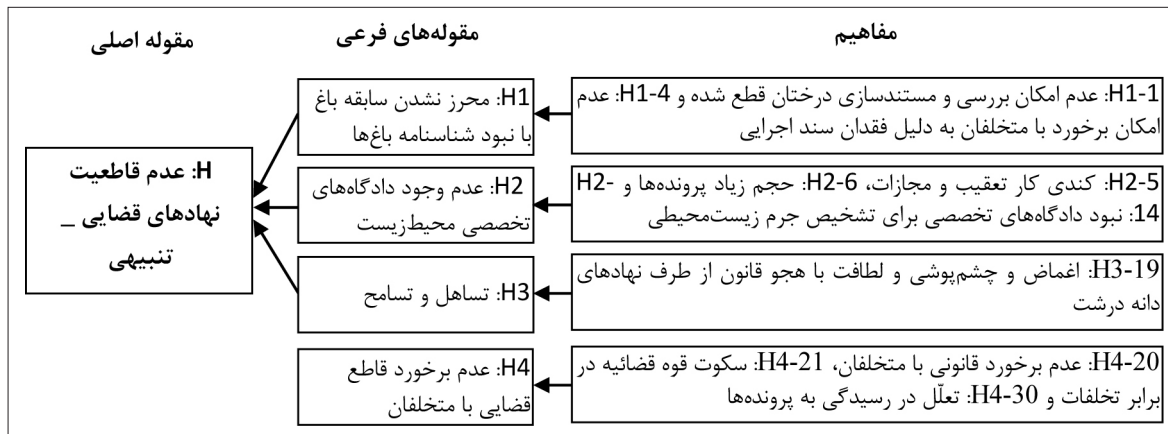 مفاهیم
مقوله‌های فرعی
مقوله اصلی
H1-1: عدم امکان بررسی و مستندسازی درختان قطع شده و H1-4: عدم
امکان برخورد با متخلفان به دلیل فقدان سند اجرایی
H1: محرز نشدن سابقه باغ
با نبود شناسنامه باغ‌ها
H2-5: کندی کار تعقیب و مجازات، H2-6: حجم زیاد پرونده‌ها و H2-
14: نبود دادگاه‌های تخصصی برای تشخیص جرم زیست‌محیطی
H2: عدم وجود دادگاه‌های
تخصصی محیط‌زیست
H3-19: اغماض و چشم‌پوشی و لطافت با هجو قانون از طرف نهادهای
دانه درشت
H3: تساهل و تسامح
H4-20: عدم برخورد قانونی با متخلفان، H4-21: سکوت قوه قضائیه در
برابر تخلفات و H4-30: تعلّل در رسیدگی به پرونده‌ها
H4: عدم برخورد قاطع
قضایی با متخلفان
H: عدم قاطعیت
نهادهای قضایی _
تنبیهی